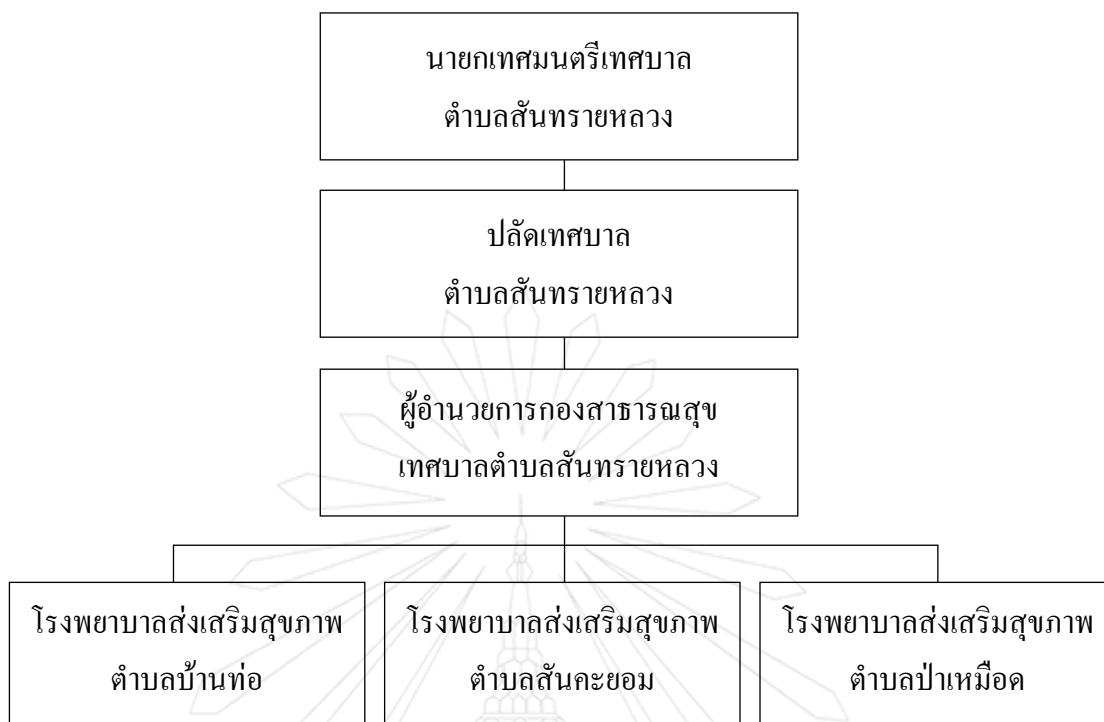 นายกเทศมนตรีเทศบาล
ตำบลสันทรายหลวง
ปลัดเทศบาล
ตำบลสันทรายหลวง
ผู้อำนวยการกองสาธารณสุข
เทศบาลตำบลสันทรายหลวง
โรงพยาบาลส่งเสริมสุขภาพ
ตำบลบ้านท่อ
โรงพยาบาลส่งเสริมสุขภาพ
ตำบลสันคะยอม
โรงพยาบาลส่งเสริมสุขภาพ
ตำบลป่าเหมือด